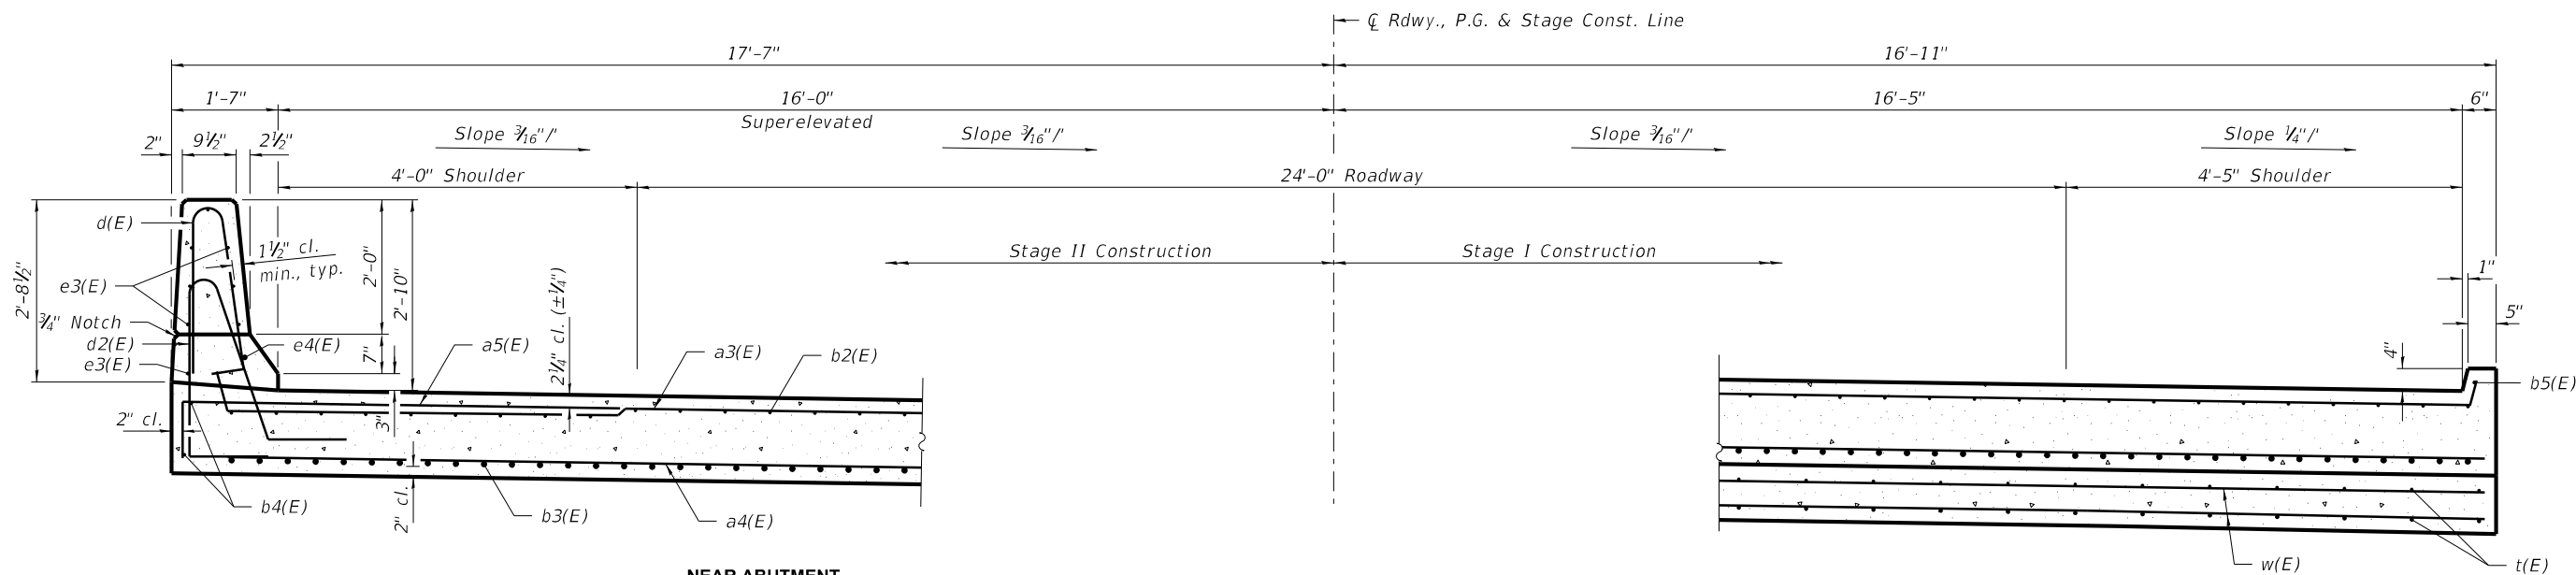 ℄ Rdwy., P.G. & Stage Const. Line
17'-7"
16'-11"
1'-7"
16'-0"
16'-5"
6"
Superelevated
2"
9½"
2½"
Slope 3/16"/'
Slope 3/16"/'
Slope 3/16"/'
Slope ¼"/'
4'-0" Shoulder
24'-0" Roadway
4'-5" Shoulder
d(E)
1½" cl.
min., typ.
Stage II Construction
Stage I Construction
2'-8½"
2'-0"
2'-10"
2¼" cl. (±¼")
1"
5"
e3(E)
¾" Notch
d2(E)
e4(E)
7"
a5(E)
a3(E)
b2(E)
4"
e3(E)
b5(E)
2" cl.
3"
b4(E)
2" cl.
b3(E)
a4(E)
w(E)
t(E)
NEAR ABUTMENT